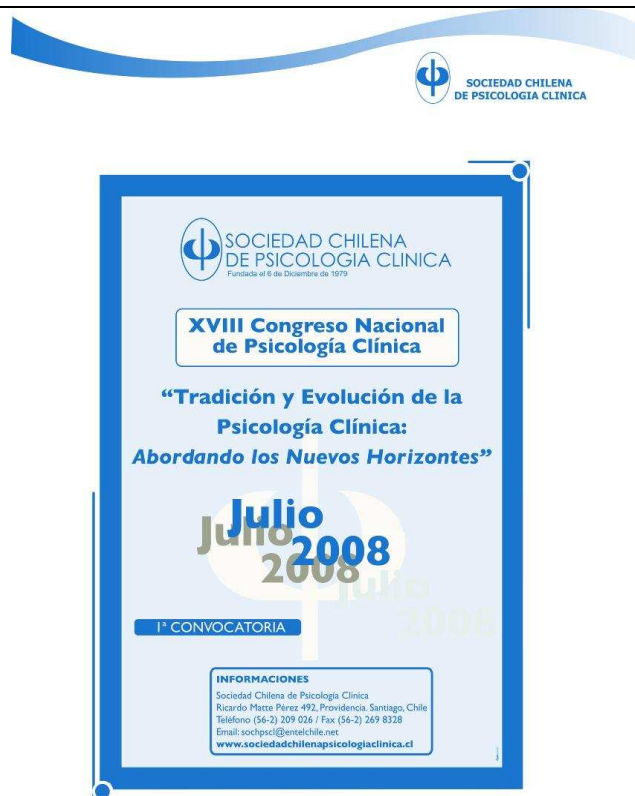 SOCIEDAD CHILENA
DE PSICOLOGIA CLINICA
SOCIEDAD CHILENA
DE PSICOLOGIA CLINICA
Fundada el 6 de Diciembre de 1979
XVIII Congreso Nacional
de Psicología Clínica
“Tradición y Evolución de la
Psicología Clínica:
Abordando los Nuevos Horizontes”
Julio
2008
Julio
2008
Julio
2008
1ª CONVOCATORIA
INFORMACIONES
Sociedad Chilena de Psicologia Clinica
Ricardo Matte Pérez 492, Providencia. Santiago, Chile
Teléfono (56-2) 209 026 / Fax (56-2) 269 8328
Email: sochpscl@entelchile.net
www.sociedadchilenapsicologiaclinica.cl